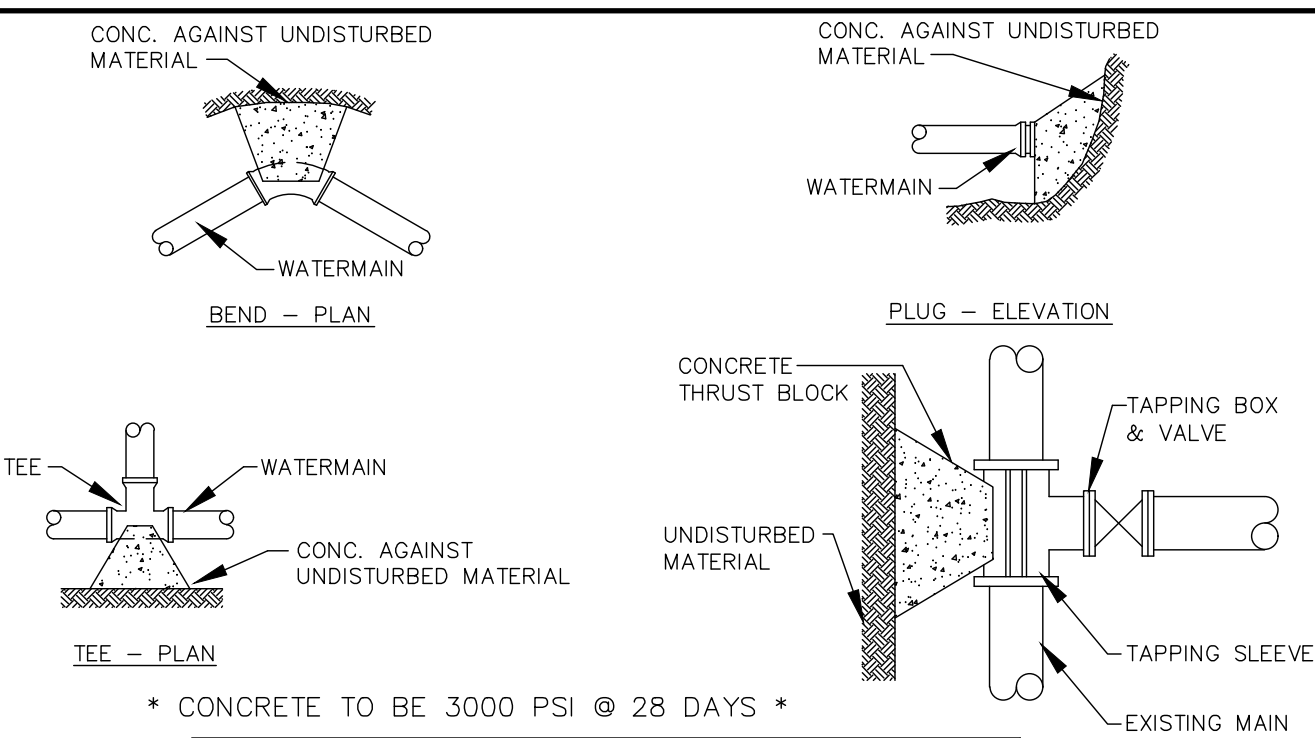 CONC. AGAINST UNDISTURBED
MATERIAL
WATERMAIN
BEND – PLAN
CONC. AGAINST UNDISTURBED
MATERIAL
WATERMAIN
PLUG – ELEVATION
TEE
WATERMAIN
CONC. AGAINST
UNDISTURBED MATERIAL
TEE – PLAN
CONCRETE
THRUST BLOCK
TAPPING BOX
& VALVE
UNDISTURBED
MATERIAL
TAPPING SLEEVE
EXISTING MAIN
* CONCRETE TO BE 3000 PSI @ 28 DAYS *